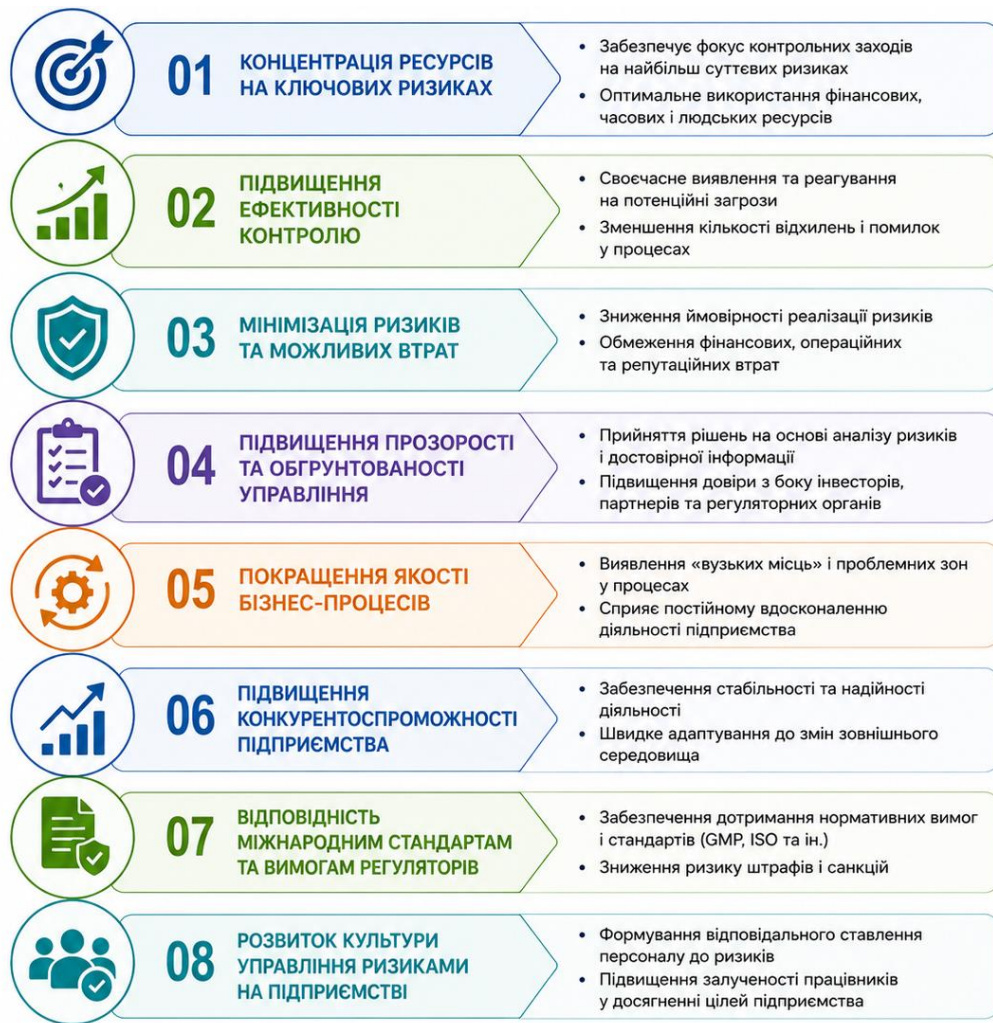 01
КОНЦЕНТРАЦІЯ РЕСУРСІВ
НА КЛЮЧОВИХ РИЗИКАХ
• Забезпечує фокус контрольних заходів
на найбільш суттєвих ризиках
• Оптимальне використання фінансових,
часових і людських ресурсів
02
ПІДВИЩЕННЯ
ЕФЕКТИВНОСТІ
КОНТРОЛЮ
• Своєчасне виявлення та реагування
на потенційні загрози
• Зменшення кількості відхилень і помилок
у процесах
03
МІНІМІЗАЦІЯ РИЗИКІВ
ТА МОЖЛИВИХ ВТРАТ
• Зниження ймовірності реалізації ризиків
• Обмеження фінансових, операційних
та репутаційних втрат
04
ПІДВИЩЕННЯ ПРОЗОРОСТІ
ТА ОБГРУНТОВАНОСТІ
УПРАВЛІННЯ
• Прийняття рішень на основі аналізу ризиків
і достовірної інформації
• Підвищення довіри з боку інвесторів,
партнерів та регуляторних органів
05
ПОКРАЩЕННЯ ЯКОСТІ
БІЗНЕС-ПРОЦЕСІВ
• Виявлення «вузьких місць» і проблемних зон
у процесах
• Сприяє постійному вдосконаленню
діяльності підприємства
06
ПІДВИЩЕННЯ
КОНКУРЕНТОСПРОМОЖНОСТІ
ПІДПРИЄМСТВА
• Забезпечення стабільності та надійності
діяльності
• Швидке адаптування до змін зовнішнього
середовища
07
ВІДПОВІДНІСТЬ
МІЖНАРОДНИМ СТАНДАРТАМ
ТА ВИМОГАМ РЕГУЛЯТОРІВ
• Забезпечення дотримання нормативних вимог
і стандартів (GMP, ISO та ін.)
• Зниження ризику штрафів і санкцій
08
РОЗВИТОК КУЛЬТУРИ
УПРАВЛІННЯ РИЗИКАМИ
НА ПІДПРИЄМСТВІ
• Формування відповідального ставлення
персоналу до ризиків
• Підвищення залученості працівників
у досягненні цілей підприємства